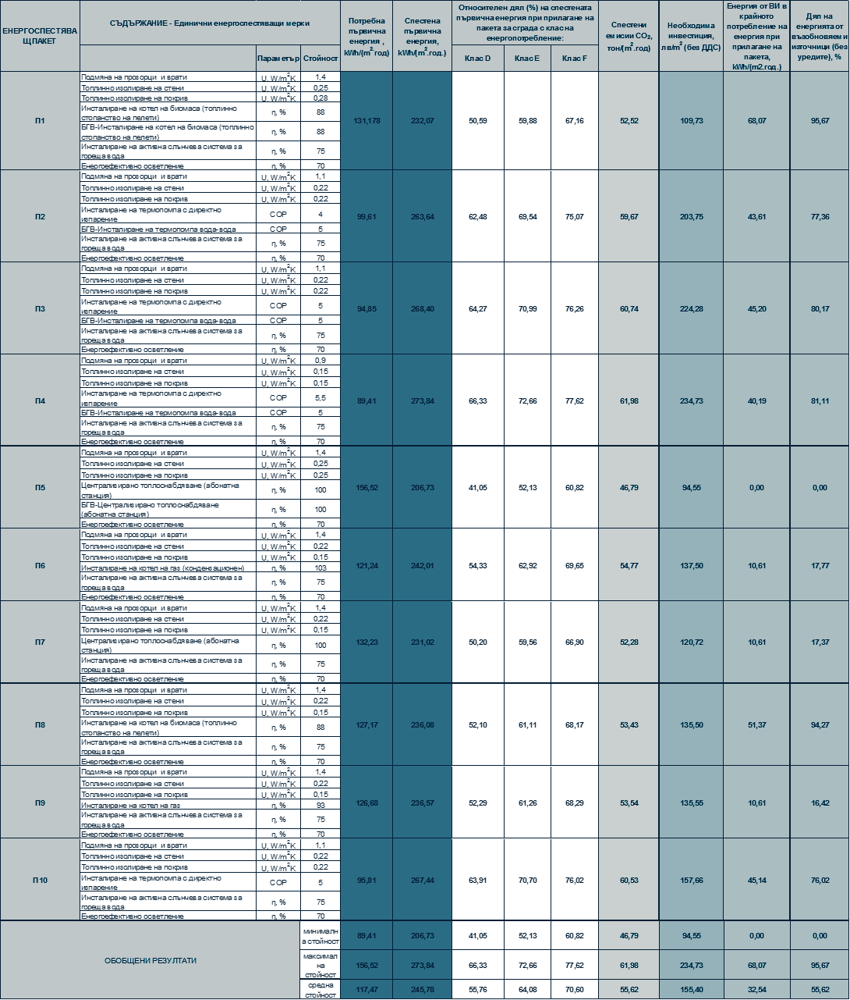 ЕНЕРГОСПЕСТЯВА
Щ ПАКЕТ
СЪДЪРЖАНИЕ - Единични енергоспестяващи мерки
Параметър
Стойност
Потребна
първична
енергия ,
kWh/(m².год)
Спестена
първична
енергия,
kWh/(m².год.)
Относителен дял (%) на спестената
първична енергия при прилагане на
пакета за сграда с клас на
енергопотребление:
Клас D
Клас E
Клас F
Спестени
емисии CO₂,
тон/(m².год)
Необходима
инвестиция,
лв/m² (без ДДС)
Енергия от ВИ в
крайното
потребление на
енергия при
прилагане на
пакета,
kWh/(m2.год.)
Дял на
енергията от
възобновяеми
източници (без
уредите), %
П1
Подмяна на прозорци и врати U, W/m²K 1,4
Топлинно изолиране на стени U, W/m²K 0,25
Топлинно изолиране на покрив U, W/m²K 0,28
Инсталиране на котел на биомаса (топлинно
стопанство на пелети) η, % 88
БГВ-Инсталиране на котел на биомаса (топлинно
стопанство на пелети) η, % 88
Инсталиране на активна слънчева система за
гореща вода η, % 75
Енергоефективно осветление η, % 70
131,178 232,07 50,59 59,88 67,16 52,52 109,73 68,07 95,67
П2
Подмяна на прозорци и врати U, W/m²K 1,1
Топлинно изолиране на стени U, W/m²K 0,22
Топлинно изолиране на покрив U, W/m²K 0,22
Инсталиране на термопомпа с директно
изпарение COP 4
БГВ-Инсталиране на термопомпа вода-вода COP 5
Инсталиране на активна слънчева система за
гореща вода η, % 75
Енергоефективно осветление η, % 70
99,61 263,64 62,48 69,54 75,07 59,67 203,75 43,61 77,36
П3
Подмяна на прозорци и врати U, W/m²K 1,1
Топлинно изолиране на стени U, W/m²K 0,22
Топлинно изолиране на покрив U, W/m²K 0,22
Инсталиране на термопомпа с директно
изпарение COP 5
БГВ-Инсталиране на термопомпа вода-вода COP 5
Инсталиране на активна слънчева система за
гореща вода η, % 75
Енергоефективно осветление η, % 70
94,85 268,40 64,27 70,99 76,26 60,74 224,28 45,20 80,17
П4
Подмяна на прозорци и врати U, W/m²K 0,9
Топлинно изолиране на стени U, W/m²K 0,15
Топлинно изолиране на покрив U, W/m²K 0,15
Инсталиране на термопомпа с директно
изпарение COP 5,5
БГВ-Инсталиране на термопомпа вода-вода COP 5
Инсталиране на активна слънчева система за
гореща вода η, % 75
Енергоефективно осветление η, % 70
89,41 273,84 66,33 72,66 77,62 61,98 234,73 40,19 81,11
П5
Подмяна на прозорци и врати U, W/m²K 1,4
Топлинно изолиране на стени U, W/m²K 0,25
Топлинно изолиране на покрив U, W/m²K 0,25
Централизирано топлоснабдяване (абонатна
станция) η, % 100
БГВ-Централизирано топлоснабдяване
(абонатна станция) η, % 100
Енергоефективно осветление η, % 70
156,52 206,73 41,05 52,13 60,82 46,79 94,55 0,00 0,00
П6
Подмяна на прозорци и врати U, W/m²K 1,4
Топлинно изолиране на стени U, W/m²K 0,22
Топлинно изолиране на покрив U, W/m²K 0,15
Инсталиране на котел на газ (кондензационен) η, % 103
Инсталиране на активна слънчева система за
гореща вода η, % 75
Енергоефективно осветление η, % 70
121,24 242,01 54,33 62,92 69,65 54,77 137,50 10,61 17,77
П7
Подмяна на прозорци и врати U, W/m²K 1,4
Топлинно изолиране на стени U, W/m²K 0,22
Топлинно изолиране на покрив U, W/m²K 0,15
Централизирано топлоснабдяване (абонатна
станция) η, % 100
Инсталиране на активна слънчева система за
гореща вода η, % 75
Енергоефективно осветление η, % 70
132,23 231,02 50,20 59,56 66,90 52,28 120,72 10,61 17,37
П8
Подмяна на прозорци и врати U, W/m²K 1,4
Топлинно изолиране на стени U, W/m²K 0,22
Топлинно изолиране на покрив U, W/m²K 0,15
Инсталиране на котел на биомаса (топлинно
стопанство на пелети) η, % 88
Инсталиране на активна слънчева система за
гореща вода η, % 75
Енергоефективно осветление η, % 70
127,17 236,08 52,10 61,11 68,17 53,43 135,50 51,37 94,27
П9
Подмяна на прозорци и врати U, W/m²K 1,4
Топлинно изолиране на стени U, W/m²K 0,22
Топлинно изолиране на покрив U, W/m²K 0,15
Инсталиране на котел на газ η, % 93
Инсталиране на активна слънчева система за
гореща вода η, % 75
Енергоефективно осветление η, % 70
126,68 236,57 52,29 61,26 68,29 53,54 135,55 10,61 16,42
П10
Подмяна на прозорци и врати U, W/m²K 1,1
Топлинно изолиране на стени U, W/m²K 0,22
Топлинно изолиране на покрив U, W/m²K 0,22
Инсталиране на термопомпа с директно
изпарение COP 5
Инсталиране на активна слънчева система за
гореща вода η, % 75
Енергоефективно осветление η, % 70
95,81 267,44 63,91 70,70 76,02 60,53 157,66 45,14 76,02
ОБОБЩЕНИ РЕЗУЛТАТИ
минималн
а стойност 89,41 206,73 41,05 52,13 60,82 46,79 94,55 0,00 0,00
максимал
на
стойност 156,52 273,84 66,33 72,66 77,62 61,98 234,73 68,07 95,67
средна
стойност 117,47 245,78 55,76 64,08 70,60 55,62 155,40 32,54 55,62